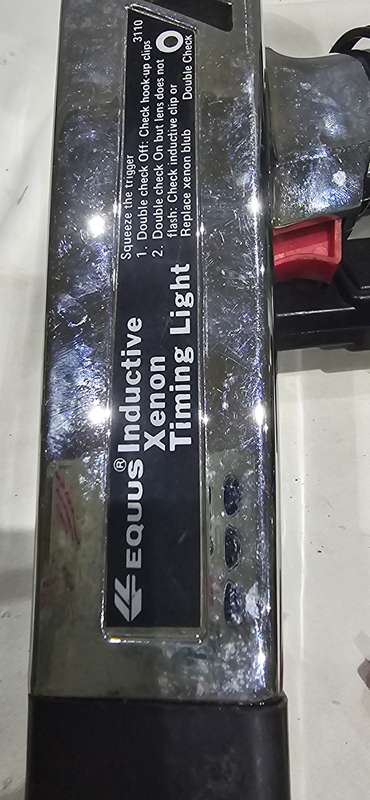 EQUUS® Inductive
Xenon
Timing Light
Squeeze the trigger
1. Double check Off: Check hook-up clips
2. Double check On but lens does not
flash: Check inductive clip or
Replace xenon blub
3110
Double Check